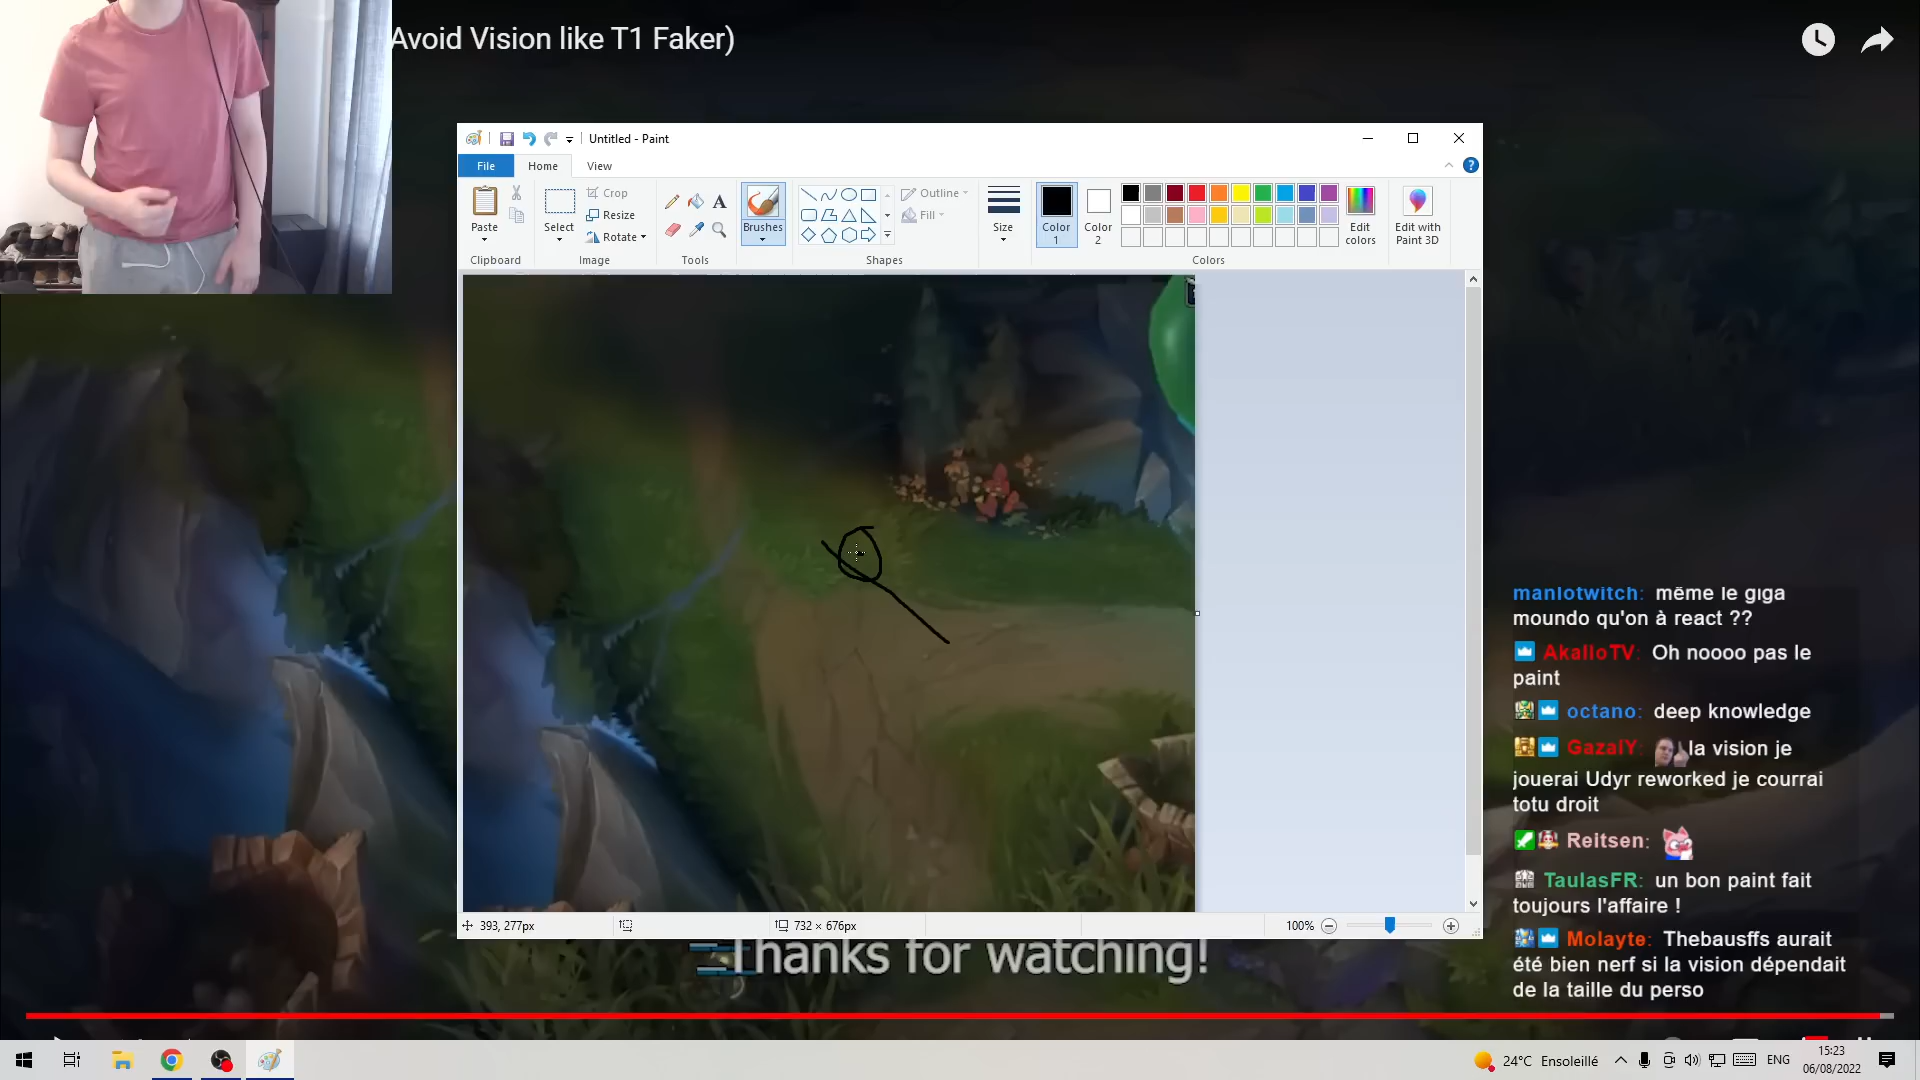 Avoid Vision like T1 Faker)
Untitled - Paint
File
Home
View
Paste
Select
Crop
Resize
Rotate
Brushes
Outline
Fill
Size
Color
1
Color
2
Edit
colors
Edit with
Paint 3D
Clipboard
Image
Tools
Shapes
Colors
manlotwitch: même le giga
moundo qu'on à react ??
AkalloTV: Oh noooo pas le
paint
octano: deep knowledge
GazalY: la vision je
jouerai Udyr reworked je courrai
totu droit
Reitsen:
TaulasFR: un bon paint fait
toujours l'affaire !
Molayte: Thebausffs aurait
été bien nerf si la vision dépendait
de la taille du perso
393, 277px
732 × 676px
100%
Thanks for watching!
24°C Ensoleillé
ENG
15:23
06/08/2022